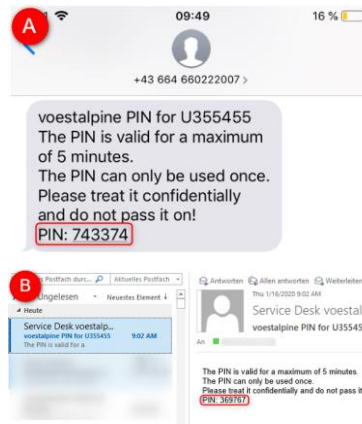 A
09:49
16 %
+43 664 660222007 >
voestalpine PIN for U355455
The PIN is valid for a maximum
of 5 minutes.
The PIN can only be used once.
Please treat it confidentially
and do not pass it on!
PIN: 743374
B
Postfach durc...
Aktuelles Postfach
Ungelesen
Neuestes Element ↓
Heute
Service Desk voestalp...
voestalpine PIN for U355455 9:02 AM
The PIN is valid for a
Antworten Allen antworten Weiterleiten
Thu 1/16/2020 9:02 AM
Service Desk voestal
voestalpine PIN for U35545
An
The PIN is valid for a maximum of 5 minutes.
The PIN can only be used once.
Please treat it confidentially and do not pass it
PIN: 369767